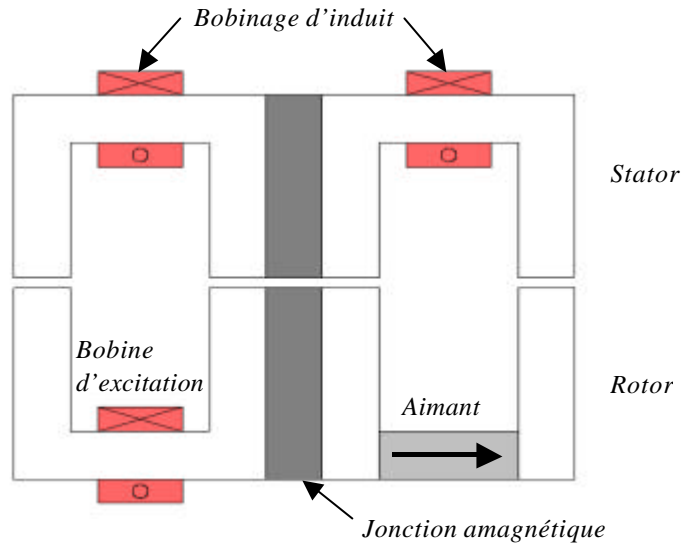 Bobinage d'induit
Stator
Bobine
d'excitation
Aimant
Rotor
Jonction amagnétique